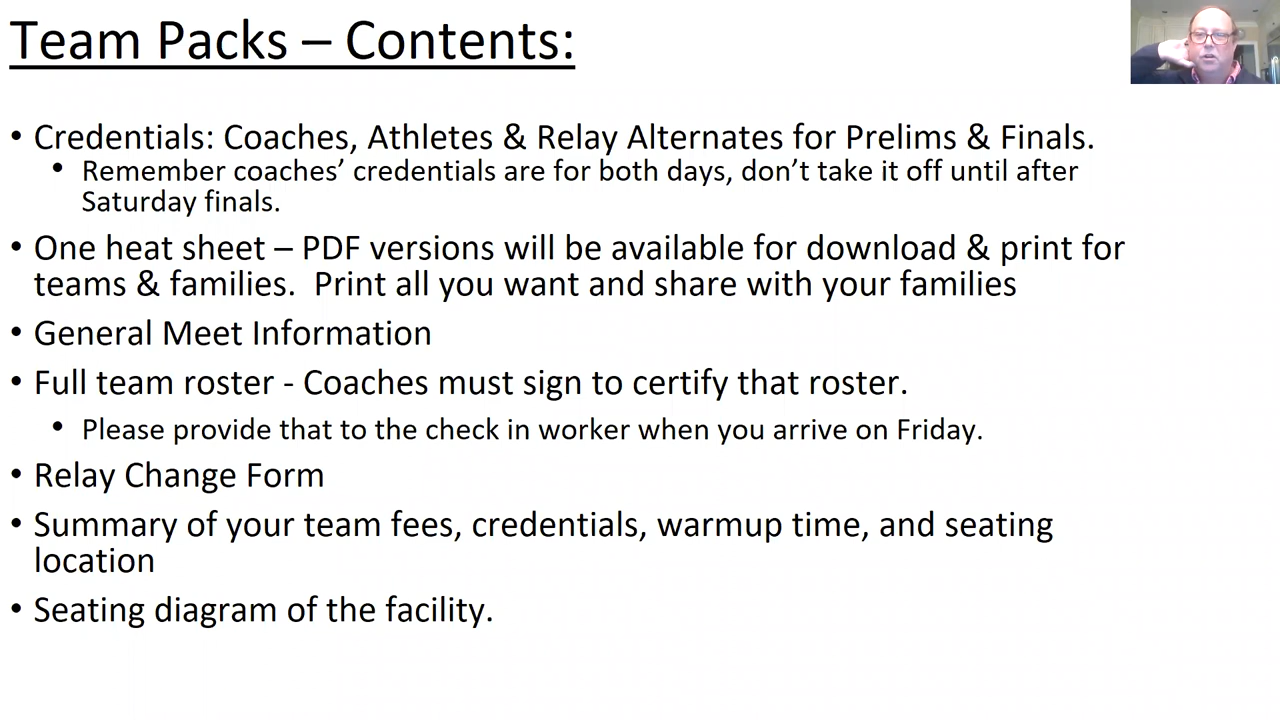 Team Packs – Contents:
• Credentials: Coaches, Athletes & Relay Alternates for Prelims & Finals.
• Remember coaches’ credentials are for both days, don’t take it off until after
Saturday finals.
• One heat sheet – PDF versions will be available for download & print for
teams & families.  Print all you want and share with your families
• General Meet Information
• Full team roster - Coaches must sign to certify that roster.
• Please provide that to the check in worker when you arrive on Friday.
• Relay Change Form
• Summary of your team fees, credentials, warmup time, and seating
location
• Seating diagram of the facility.